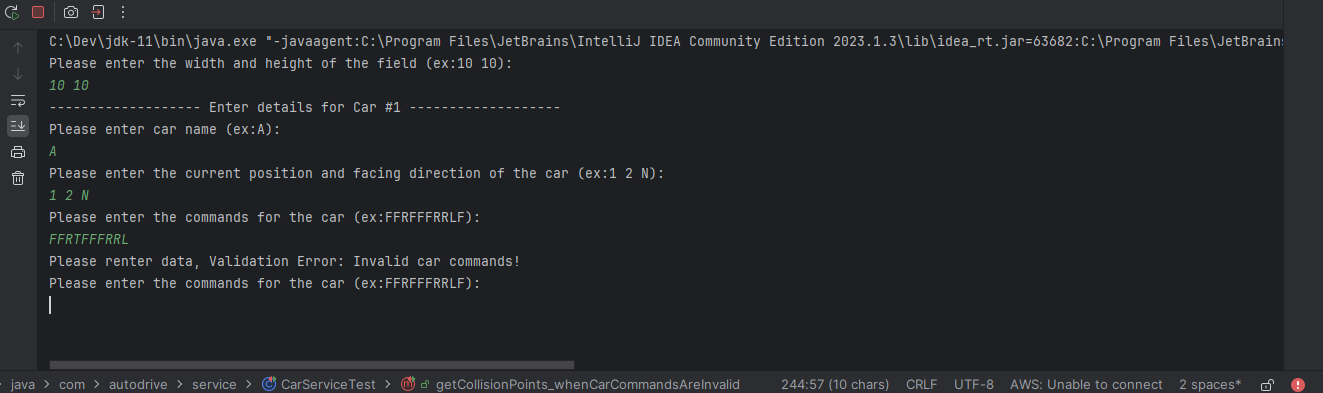 C:\Dev\jdk-11\bin\java.exe "-javaagent:C:\Program Files\JetBrains\IntelliJ IDEA Community Edition 2023.1.3\lib\idea_rt.jar=63682:C:\Program Files\JetBrains
Please enter the width and height of the field (ex:10 10):
10 10
------------------- Enter details for Car #1 -------------------
Please enter car name (ex:A):
A
Please enter the current position and facing direction of the car (ex:1 2 N):
1 2 N
Please enter the commands for the car (ex:FFRFFFRRLF):
FFRTFFFRRL
Please renter data, Validation Error: Invalid car commands!
Please enter the commands for the car (ex:FFRFFFRRLF):
java > com > autodrive > service > CarServiceTest > getCollisionPoints_whenCarCommandsAreInvalid 244:57 (10 chars) CRLF UTF-8 AWS: Unable to connect 2 spaces*